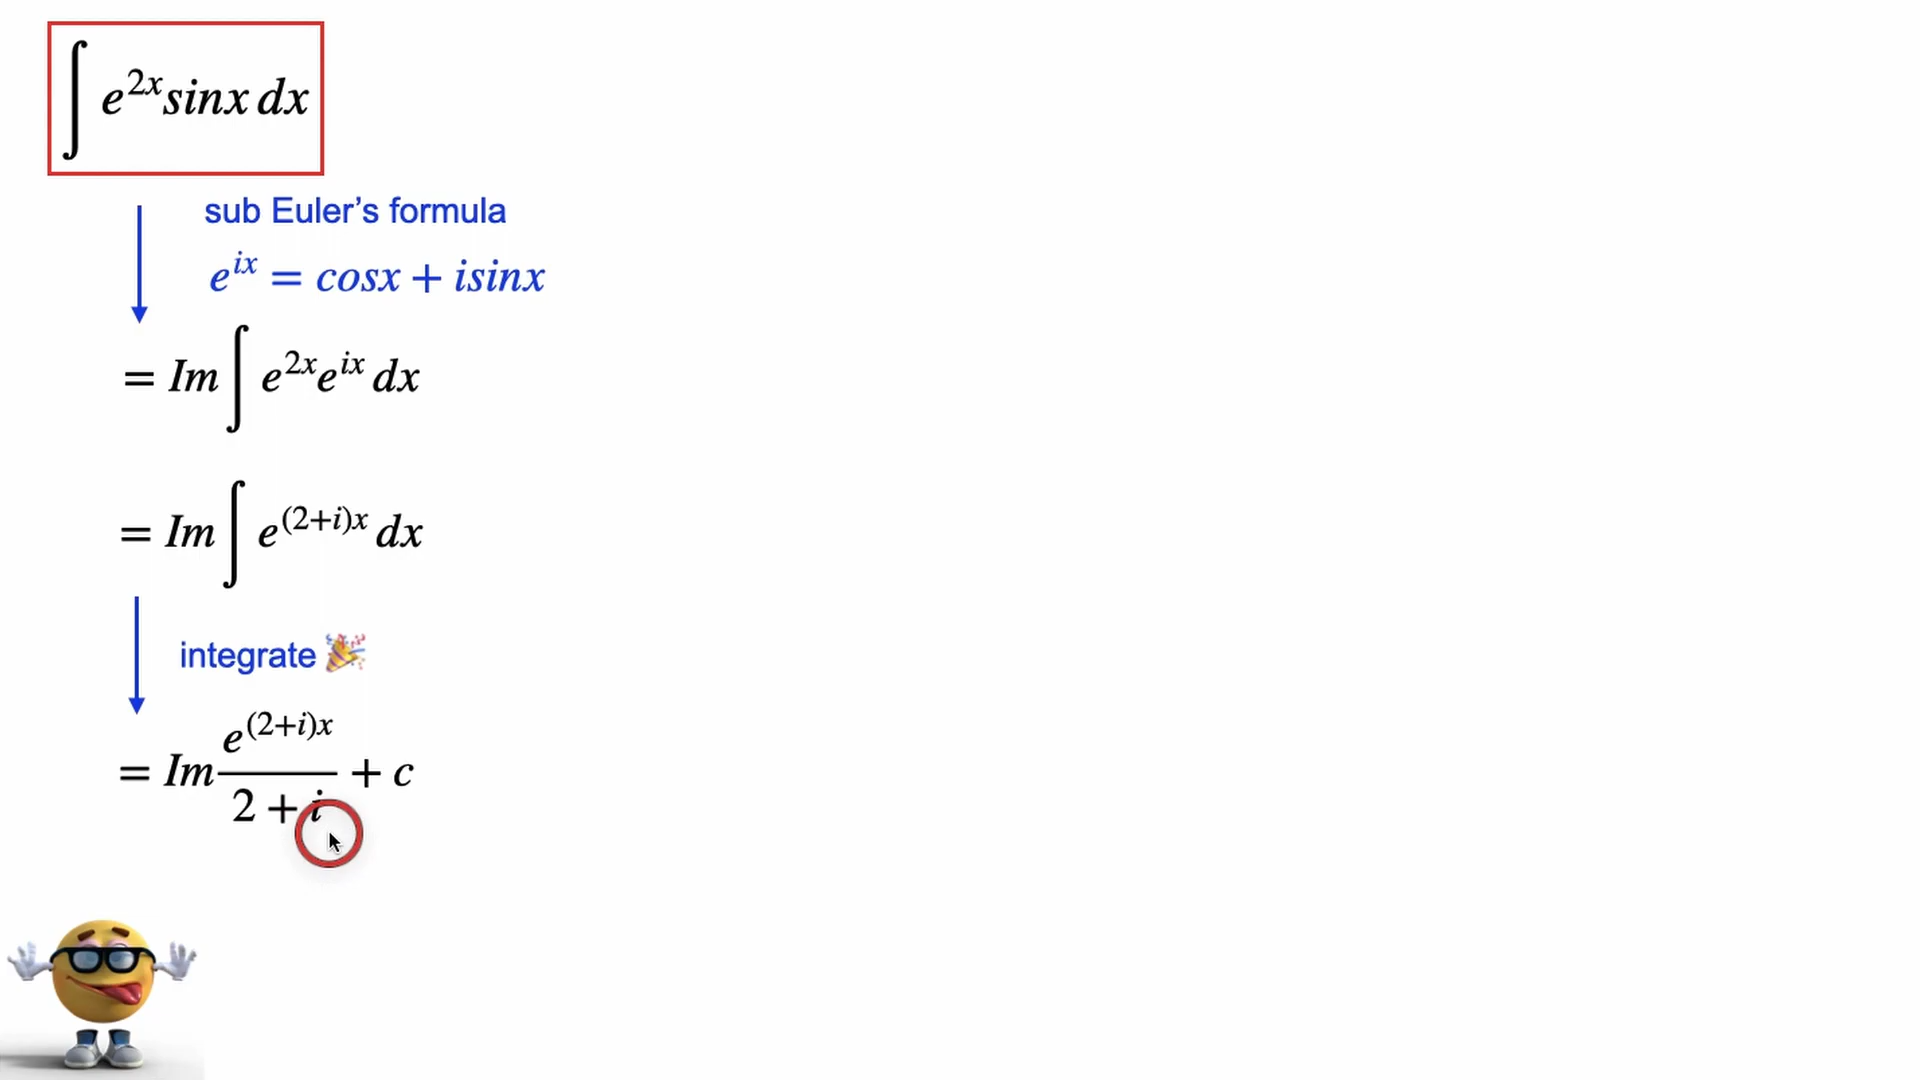 ∫ e^{2x}sinx dx
sub Euler’s formula
e^{ix} = cosx + isinx
= Im ∫ e^{2x}e^{ix} dx
= Im ∫ e^{(2+i)x} dx
integrate 🎉
= Im \frac{e^{(2+i)x}}{2 + i} + c